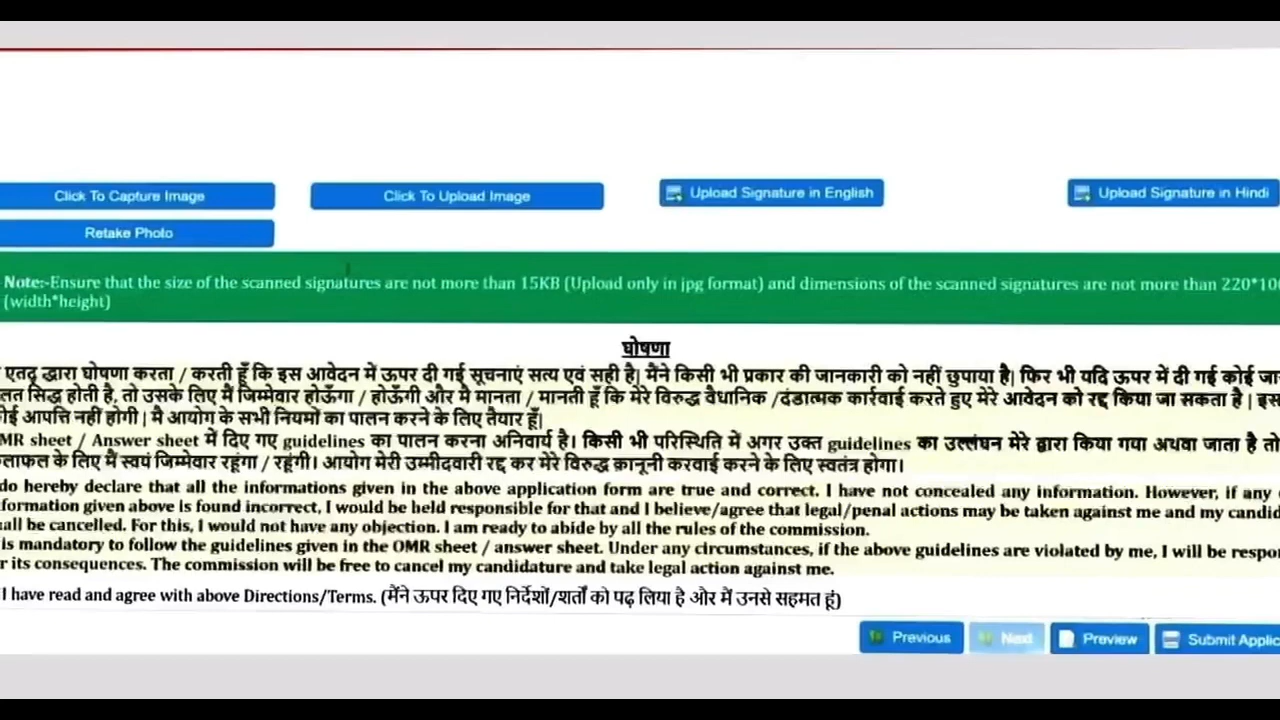 Click To Capture Image
Click To Upload Image
Upload Signature in English
Upload Signature in Hindi
Retake Photo
Note:-Ensure that the size of the scanned signatures are not more than 15KB (Upload only in jpg format) and dimensions of the scanned signatures are not more than
(width*height)
घोषणा
एतद् द्वारा घोषणा करता / करती हूँ कि इस आवेदन में ऊपर दी गई सूचनाएं सत्य एवं सही है| मैंने किसी भी प्रकार की जानकारी को नहीं छुपाया है| फिर भी यदि ऊपर में दी गई कोई
सिद्ध होती है, तो उसके लिए मैं जिम्मेवार होऊँगा / होऊँगी और मै मानता / मानती हूँ कि मेरे विरुद्ध वैधानिक /दंडात्मक कार्रवाई करते हुए मेरे आवेदन को रद्द किया जा सकता है |
आपत्ति नहीं होगी | मै आयोग के सभी नियमों का पालन करने के लिए तैयार हूँ|
sheet / Answer sheet में दिए गए guidelines का पालन करना अनिवार्य है। किसी भी परिस्थिति में अगर उक्त guidelines का उल्लंघन मेरे द्वारा किया गया अथवा जाता है तो
के लिए मैं स्वयं जिम्मेवार रहूंगा / रहूंगी। आयोग मेरी उम्मीदवारी रद्द कर मेरे विरुद्ध क़ानूनी करवाई करने के लिए स्वतंत्र होगा।
do hereby declare that all the informations given in the above application form are true and correct. I have not concealed any information. However, if any
formation given above is found incorrect, I would be held responsible for that and I believe/agree that legal/penal actions may be taken against me and my
all be cancelled. For this, I would not have any objection. I am ready to abide by all the rules of the commission.
is mandatory to follow the guidelines given in the OMR sheet / answer sheet. Under any circumstances, if the above guidelines are violated by me, I will be
r its consequences. The commission will be free to cancel my candidature and take legal action against me.
I have read and agree with above Directions/Terms. (मैंने ऊपर दिए गए निर्देशों/शर्तों को पढ़ लिया है और मैं उनसे सहमत हूं)
Previous
Next
Preview
Submit